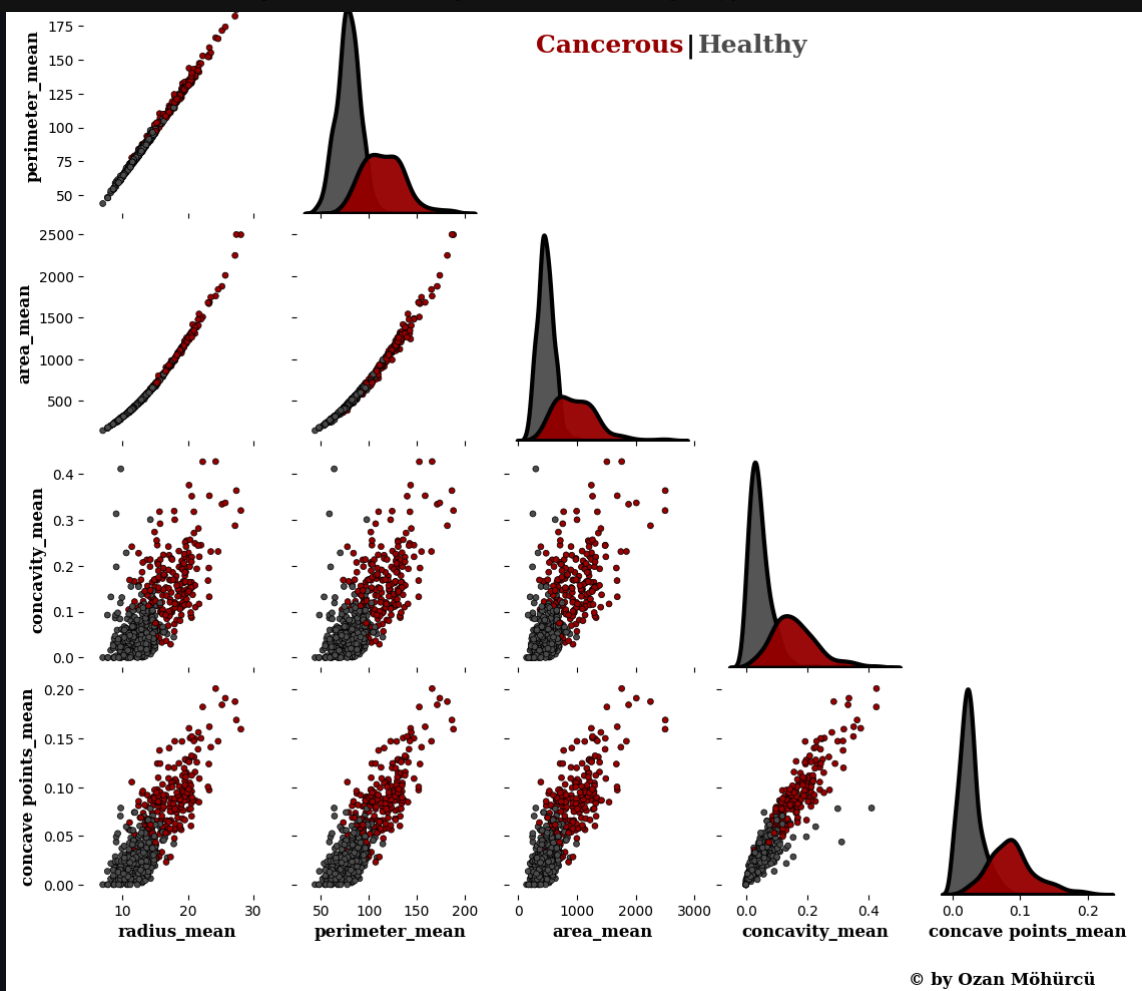 Cancerous|Healthy
perimeter_mean
175
150
125
100
75
50
area_mean
2500
2000
1500
1000
500
concavity_mean
0.4
0.3
0.2
0.1
0.0
concave points_mean
0.20
0.15
0.10
0.05
0.00
10 20 30
50 100 150 200
0 1000 2000 3000
0.0 0.2 0.4
0.0 0.1 0.2
radius_mean perimeter_mean area_mean concavity_mean concave points_mean
© by Ozan Möhürcü